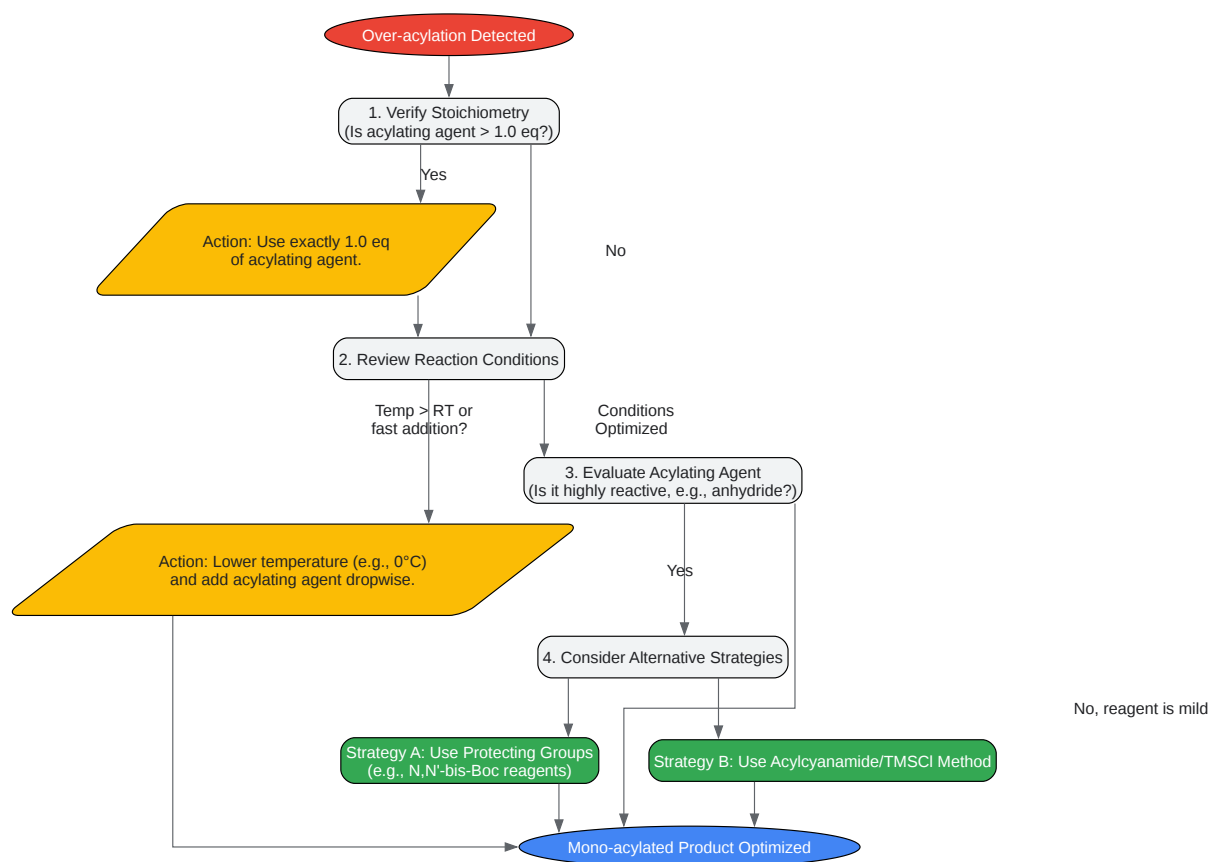 Over-acylation Detected
1. Verify Stoichiometry
(Is acylating agent > 1.0 eq?)
Yes
Action: Use exactly 1.0 eq
of acylating agent.
No
2. Review Reaction Conditions
Temp > RT or
fast addition?
Conditions
Optimized
3. Evaluate Acylating Agent
(Is it highly reactive, e.g., anhydride?)
Action: Lower temperature (e.g., 0°C)
and add acylating agent dropwise.
Yes
4. Consider Alternative Strategies
No, reagent is mild
Strategy A: Use Protecting Groups
(e.g., N,N'-bis-Boc reagents)
Strategy B: Use Acylcyanamide/TMSCl Method
Mono-acylated Product Optimized